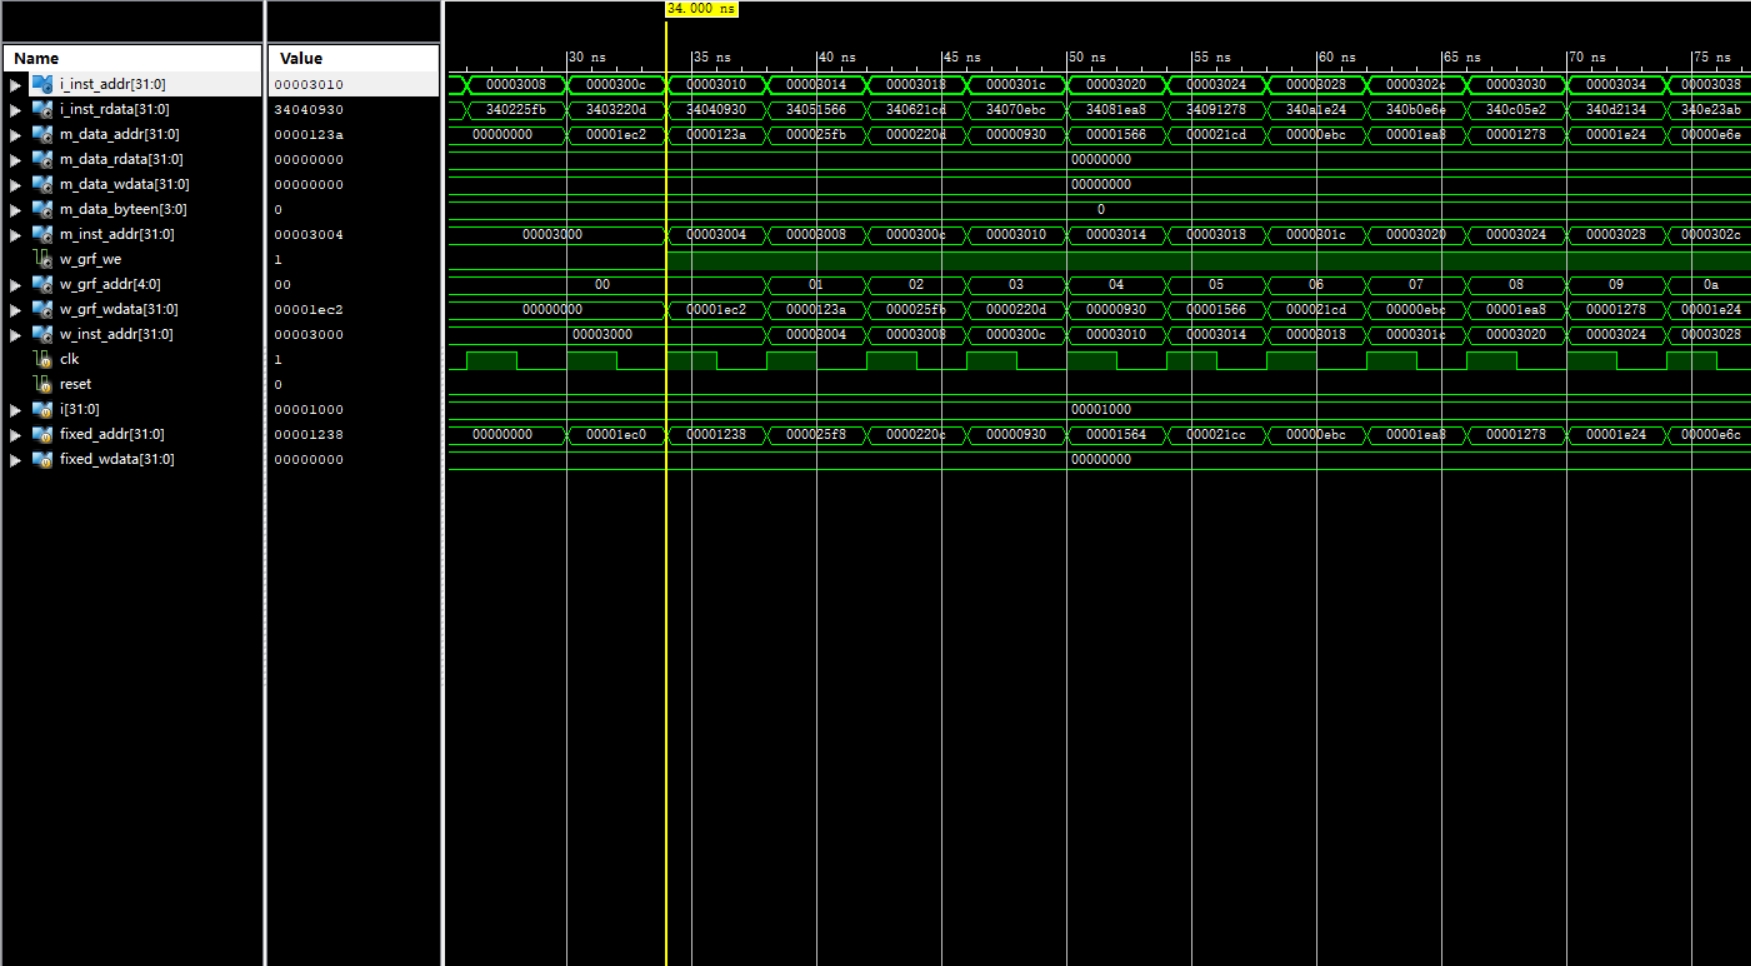 34.000 ns
Name Value
30 ns 35 ns 40 ns 45 ns 50 ns 55 ns 60 ns 65 ns 70 ns 75 ns
i_inst_addr[31:0] 00003010 00003008 0000300c 00003010 00003014 00003018 0000301c 00003020 00003024 00003028 0000302c 00003030 00003034 00003038
i_inst_rdata[31:0] 34040930 340225fb 3403220d 34040930 34051566 340621cd 34070ebc 34081ea8 34091278 340a1e24 340b0e6e 340c05e2 340d2134 340e23ab
m_data_addr[31:0] 0000123a 00000000 00001ec2 0000123a 000025fb 0000220d 00000930 00001566 000021cd 00000ebc 00001ea8 00001278 00001e24 00000e6e
m_data_rdata[31:0] 00000000 00000000
m_data_wdata[31:0] 00000000 00000000
m_data_byteen[3:0] 0 0
m_inst_addr[31:0] 00003004 00003000 00003004 00003008 0000300c 00003010 00003014 00003018 0000301c 00003020 00003024 00003028 0000302c
w_grf_we 1
w_grf_addr[4:0] 00 00 01 02 03 04 05 06 07 08 09 0a
w_grf_wdata[31:0] 00001ec2 00000000 00001ec2 0000123a 000025fb 0000220d 00000930 00001566 000021cd 00000ebc 00001ea8 00001278 00001e24
w_inst_addr[31:0] 00003000 00003000 00003004 00003008 0000300c 00003010 00003014 00003018 0000301c 00003020 00003024 00003028
clk 1
reset 0
i[31:0] 00001000 00001000
fixed_addr[31:0] 00001238 00000000 00001ec0 00001238 000025f8 0000220c 00000930 00001564 000021cc 00000ebc 00001ea8 00001278 00001e24 00000e6c
fixed_wdata[31:0] 00000000 00000000